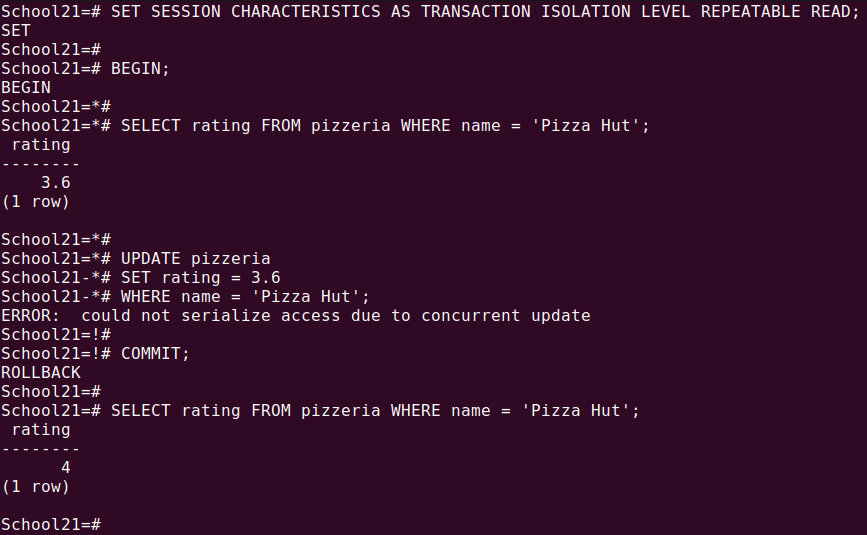 School21=# SET SESSION CHARACTERISTICS AS TRANSACTION ISOLATION LEVEL REPEATABLE READ;
SET
School21=#
School21=# BEGIN;
BEGIN
School21=*#
School21=*# SELECT rating FROM pizzeria WHERE name = 'Pizza Hut';
 rating
--------
    3.6
(1 row)

School21=*#
School21=*# UPDATE pizzeria
School21-*# SET rating = 3.6
School21-*# WHERE name = 'Pizza Hut';
ERROR:  could not serialize access due to concurrent update
School21=!#
School21=!# COMMIT;
ROLLBACK
School21=#
School21=# SELECT rating FROM pizzeria WHERE name = 'Pizza Hut';
 rating
--------
      4
(1 row)

School21=#